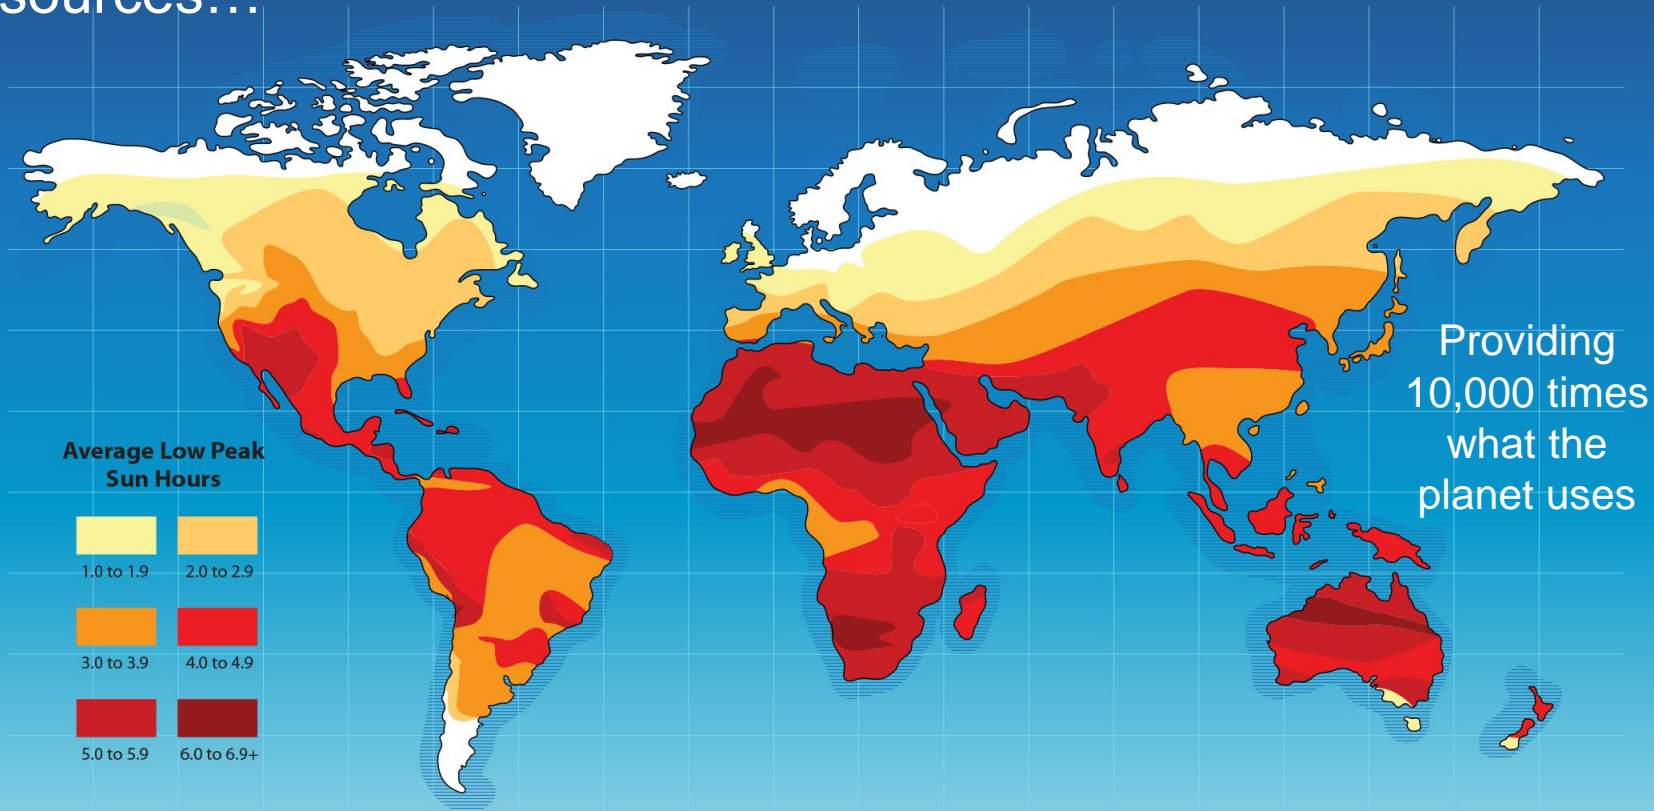 sources…
Average Low Peak
Sun Hours
1.0 to 1.9
2.0 to 2.9
3.0 to 3.9
4.0 to 4.9
5.0 to 5.9
6.0 to 6.9+
Providing
10,000 times
what the
planet uses